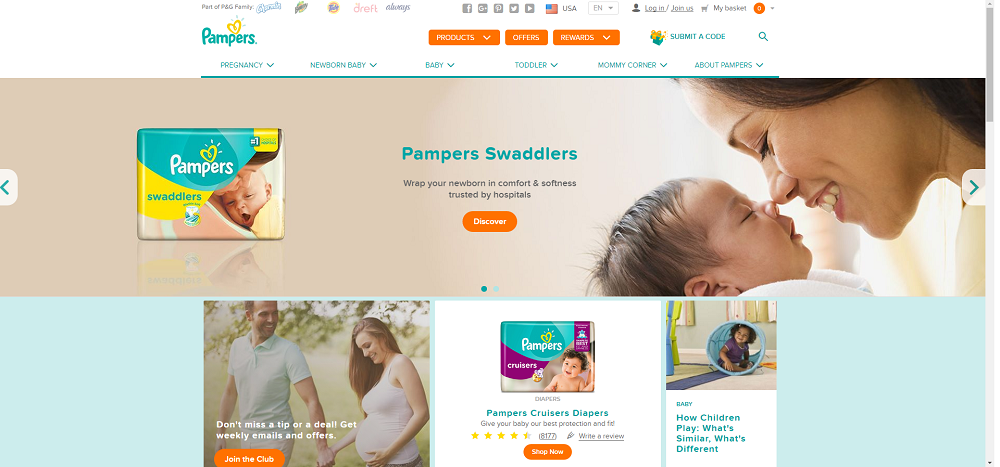 Part of P&G Family:
dreft
always
USA
EN
Log in / Join us
My basket
0
Pampers.
PRODUCTS
OFFERS
REWARDS
SUBMIT A CODE
PREGNANCY
NEWBORN BABY
BABY
TODDLER
MOMMY CORNER
ABOUT PAMPERS
#1
Pampers
swaddlers
Pampers Swaddlers
Wrap your newborn in comfort & softness
trusted by hospitals
Discover
Don't miss a tip or a deal! Get
weekly emails and offers.
Join the Club
Pampers
cruisers
DIAPERS
Pampers Cruisers Diapers
Give your baby our best protection and fit!
(8177)
Write a review
Shop Now
BABY
How Children
Play: What's
Similar, What's
Different